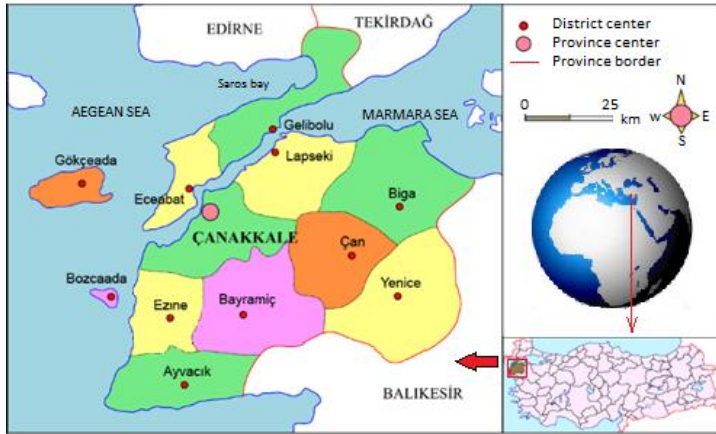 EDİRNE
TEKİRDAĞ
Saros bay
AEGEAN SEA
MARMARA SEA
Gelibolu
Lapseki
Gökçeada
Eceabat
Biga
ÇANAKKALE
Çan
Bozcaada
Yenice
Ezıne
Bayramiç
Ayvacık
BALIKESİR
District center
Province center
Province border
0 25
km
N
W E
S